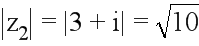 |z₂| = |3 + i| = √10